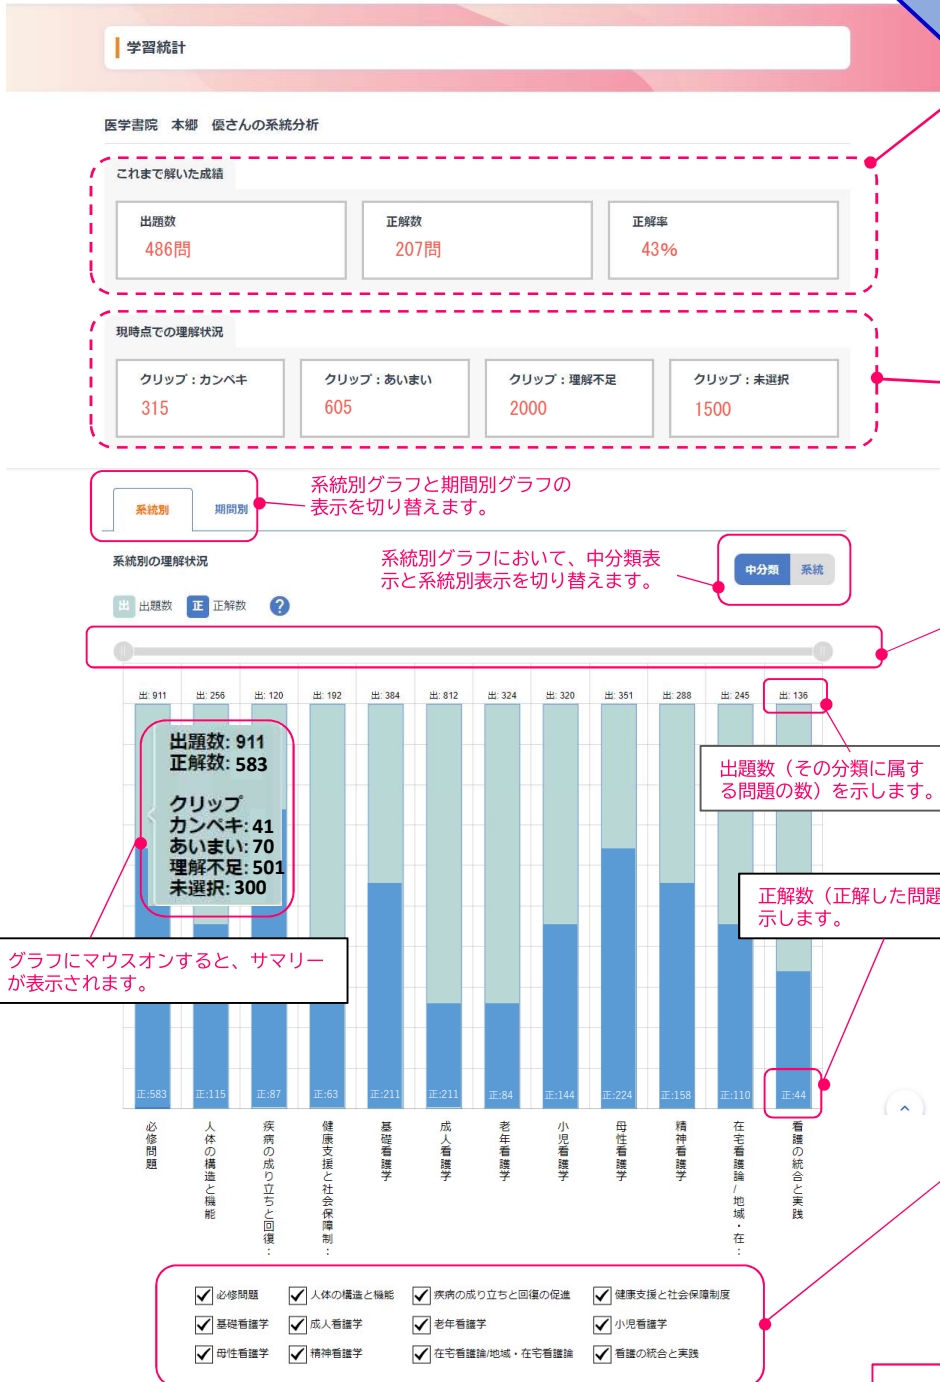 学習統計
医学書院 本郷 優さんの系統分析
これまで解いた成績
出題数
486問
正解数
207問
正解率
43%
現時点での理解状況
クリップ：カンペキ
315
クリップ：あいまい
605
クリップ：理解不足
2000
クリップ：未選択
1500
系統別
期間別
系統別グラフと期間別グラフの
表示を切り替えます。
系統別の理解状況
系統別グラフにおいて、中分類表
示と系統別表示を切り替えます。
中分類 系統
出 出題数 正 正解数 ?
出: 911 出: 256 出: 120 出: 192 出: 384 出: 812 出: 324 出: 320 出: 351 出: 288 出: 245 出: 136
出題数: 911
正解数: 583
クリップ
カンペキ: 41
あいまい: 70
理解不足: 501
未選択: 300
出題数（その分類に属す
る問題の数）を示します。
正解数（正解した問題
示します。
グラフにマウスオンすると、サマリー
が表示されます。
正:583 正:115 正:87 正:63 正:211 正:211 正:84 正:144 正:224 正:158 正:110 正:44
必修問題
人体の構造と機能
疾病の成り立ちと回復：
健康支援と社会保障制：
基礎看護学
成人看護学
老年看護学
小児看護学
母性看護学
精神看護学
在宅看護論/地域・在：
看護の統合と実践
必修問題 人体の構造と機能 疾病の成り立ちと回復の促進 健康支援と社会保障制度
基礎看護学 成人看護学 老年看護学 小児看護学
母性看護学 精神看護学 在宅看護論/地域・在宅看護論 看護の統合と実践